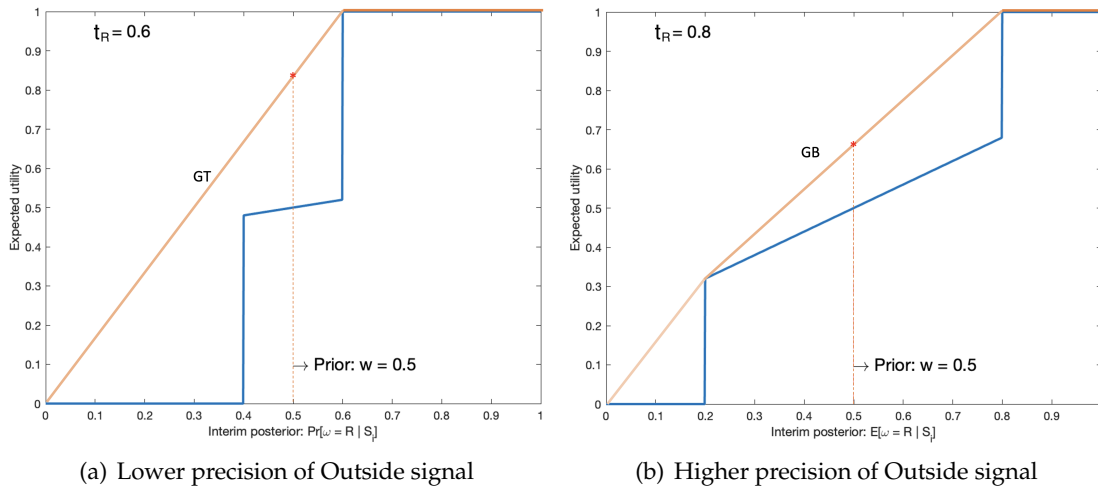 t_R = 0.6
Expected utility
1
0.9
0.8
0.7
0.6
0.5
0.4
0.3
0.2
0.1
0
GT
→ Prior: w = 0.5
0 0.1 0.2 0.3 0.4 0.5 0.6 0.7 0.8 0.9 1
Interim posterior: Pr[ω = R | S_i]
(a) Lower precision of Outside signal
t_R = 0.8
Expected utility
1
0.9
0.8
0.7
0.6
0.5
0.4
0.3
0.2
0.1
0
GB
→ Prior: w = 0.5
0 0.1 0.2 0.3 0.4 0.5 0.6 0.7 0.8 0.9
Interim posterior: E[ω = R | S_i]
(b) Higher precision of Outside signal